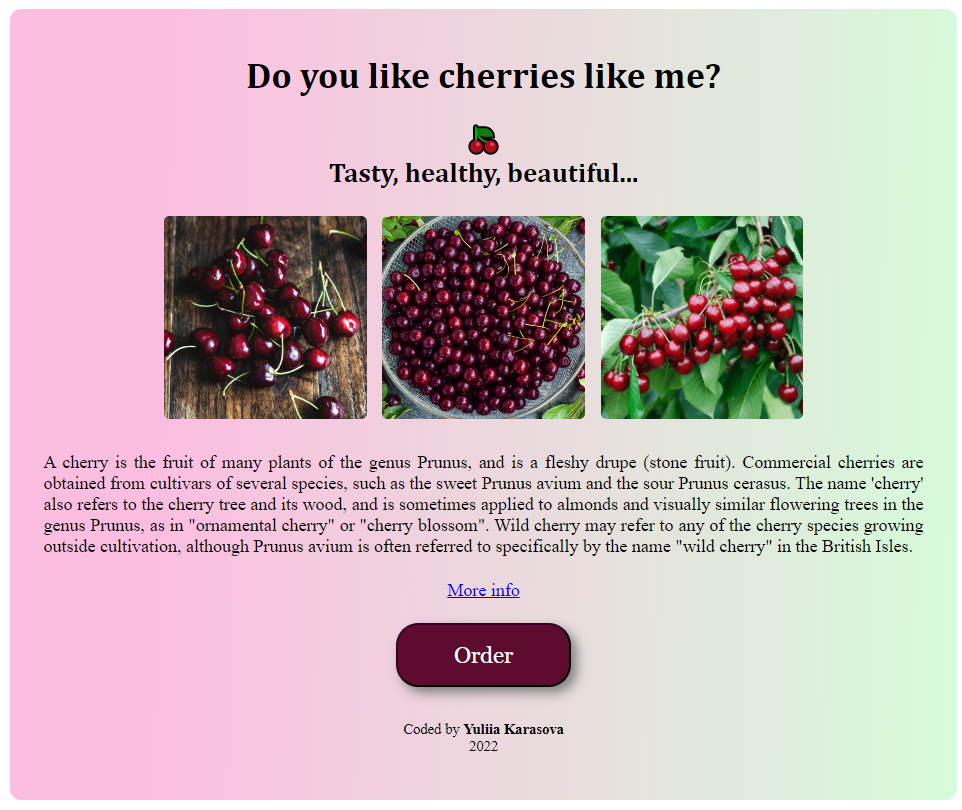 Do you like cherries like me?
Tasty, healthy, beautiful...
A cherry is the fruit of many plants of the genus Prunus, and is a fleshy drupe (stone fruit). Commercial cherries are
obtained from cultivars of several species, such as the sweet Prunus avium and the sour Prunus cerasus. The name 'cherry'
also refers to the cherry tree and its wood, and is sometimes applied to almonds and visually similar flowering trees in the
genus Prunus, as in "ornamental cherry" or "cherry blossom". Wild cherry may refer to any of the cherry species growing
outside cultivation, although Prunus avium is often referred to specifically by the name "wild cherry" in the British Isles.
More info
Order
Coded by Yuliia Karasova
2022